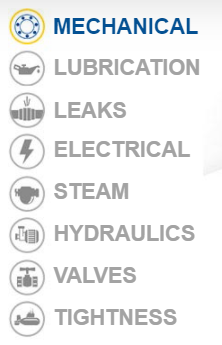 MECHANICAL
LUBRICATION
LEAKS
ELECTRICAL
STEAM
HYDRAULICS
VALVES
TIGHTNESS